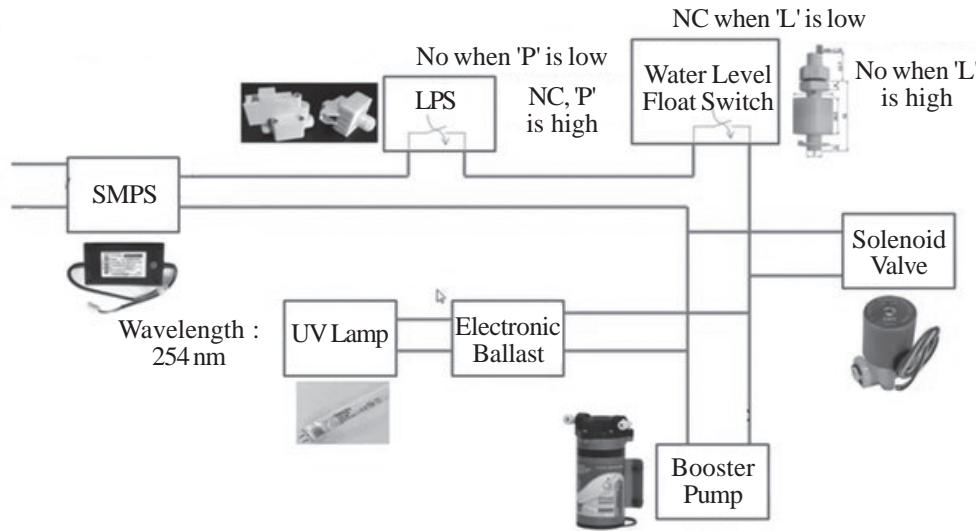 NC when 'L' is low
No when 'P' is low
LPS
NC, 'P'
is high
Water Level
Float Switch
No when 'L'
is high
SMPS
Solenoid
Valve
Wavelength :
254 nm
UV Lamp
Electronic
Ballast
Booster
Pump